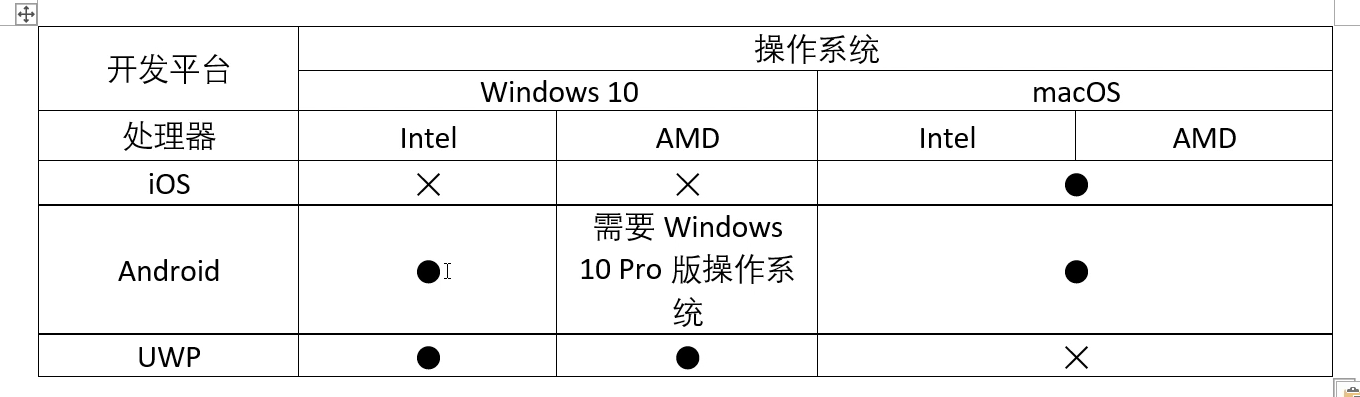 开发平台 操作系统
Windows 10 macOS
处理器 Intel AMD Intel AMD
iOS × × ●
Android ● 需要 Windows
10 Pro 版操作系
统 ●
UWP ● ● ×